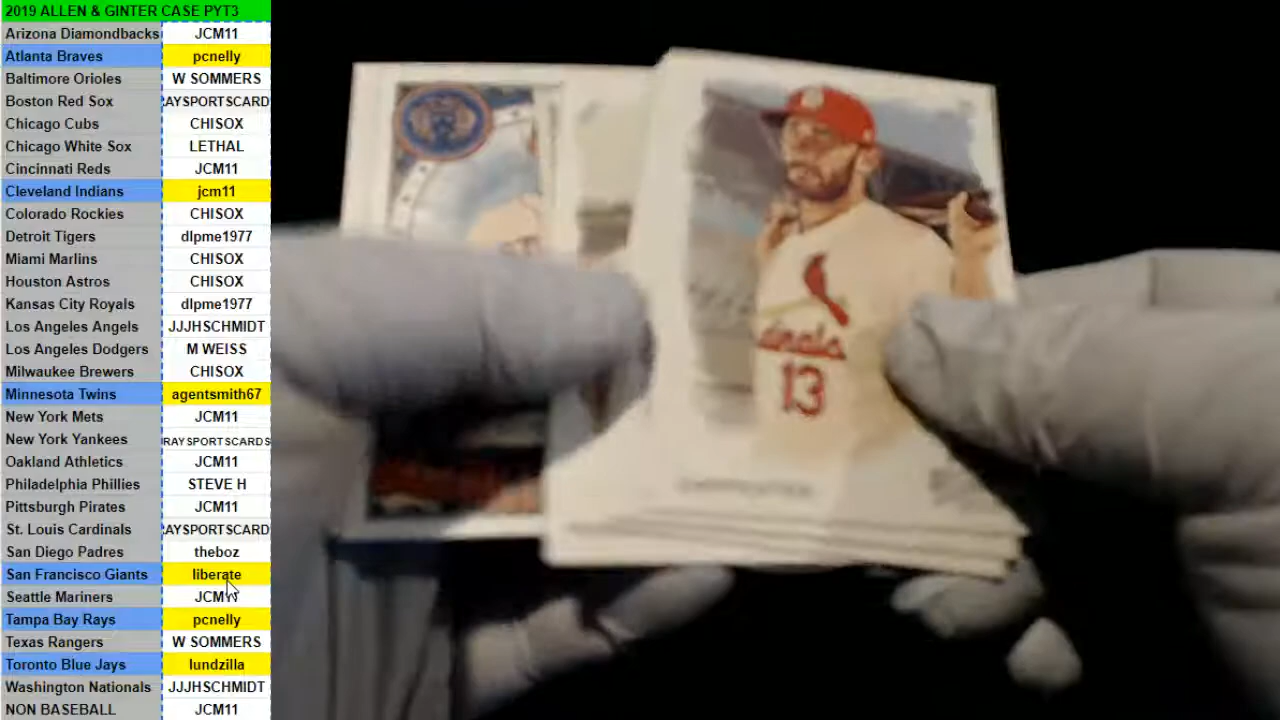 2019 ALLEN & GINTER CASE PYT3
Arizona Diamondbacks JCM11
Atlanta Braves pcnelly
Baltimore Orioles W SOMMERS
Boston Red Sox RAYSPORTSCARD
Chicago Cubs CHISOX
Chicago White Sox LETHAL
Cincinnati Reds JCM11
Cleveland Indians jcm11
Colorado Rockies CHISOX
Detroit Tigers dlpme1977
Miami Marlins CHISOX
Houston Astros CHISOX
Kansas City Royals dlpme1977
Los Angeles Angels JJJHSCHMIDT
Los Angeles Dodgers M WEISS
Milwaukee Brewers CHISOX
Minnesota Twins agentsmith67
New York Mets JCM11
New York Yankees RAYSPORTSCARDS
Oakland Athletics JCM11
Philadelphia Phillies STEVE H
Pittsburgh Pirates JCM11
St. Louis Cardinals RAYSPORTSCARD
San Diego Padres theboz
San Francisco Giants liberate
Seattle Mariners JCM11
Tampa Bay Rays pcnelly
Texas Rangers W SOMMERS
Toronto Blue Jays lundzilla
Washington Nationals JJJHSCHMIDT
NON BASEBALL JCM11
13